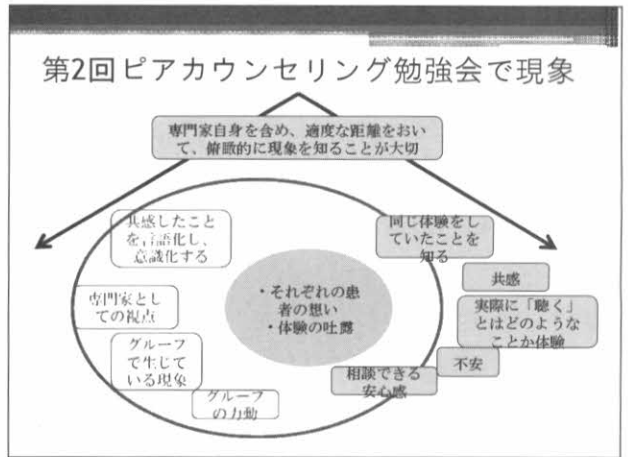 第2回ピアカウンセリング勉強会で現象
専門家自身を含め、適度な距離をおい
て、俯瞰的に現象を知ることが大切
共感したこと
を言語化し、
意識化する
同じ体験をし
ていたことを
知る
共感
・それぞれの患
者の想い
・体験の吐露
専門家とし
ての視点
実際に「聴く」
とはどのような
ことか体験
グループ
で生じて
いる現象
不安
相談できる
安心感
グループ
の力動